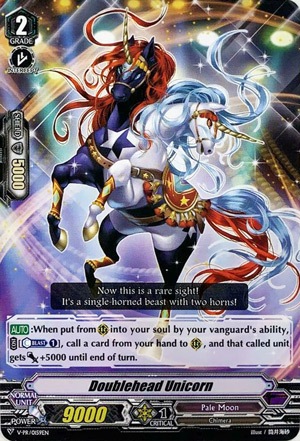 2
GRADE
INTERCEPT
SHIELD 5000
Now this is a rare sight!
It's a single-horned beast with two horns!
AUTO:When put from into your soul by your vanguard's ability,
COUNTER BLAST 1], call a card from your hand to , and that called unit
gets +5000 until end of turn.
Doublehead Unicorn
NORMAL
UNIT
POWER 9000 1
CRITICAL
Pale Moon
Chimera
V-PR/0159EN